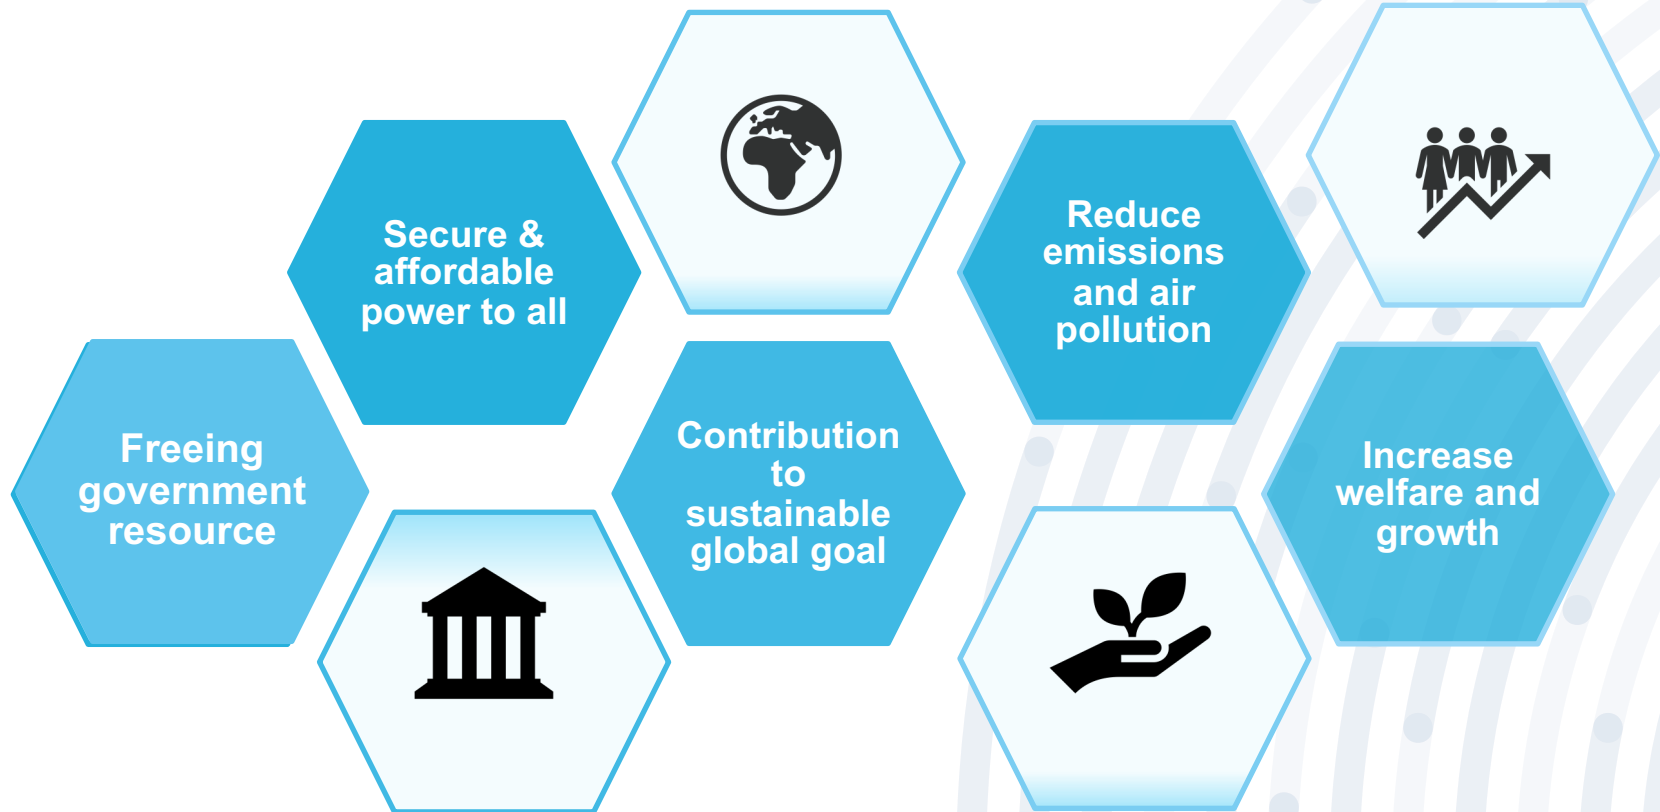 Freeing
government
resource
Secure &
affordable
power to all
Contribution
to
sustainable
global goal
Reduce
emissions
and air
pollution
Increase
welfare and
growth